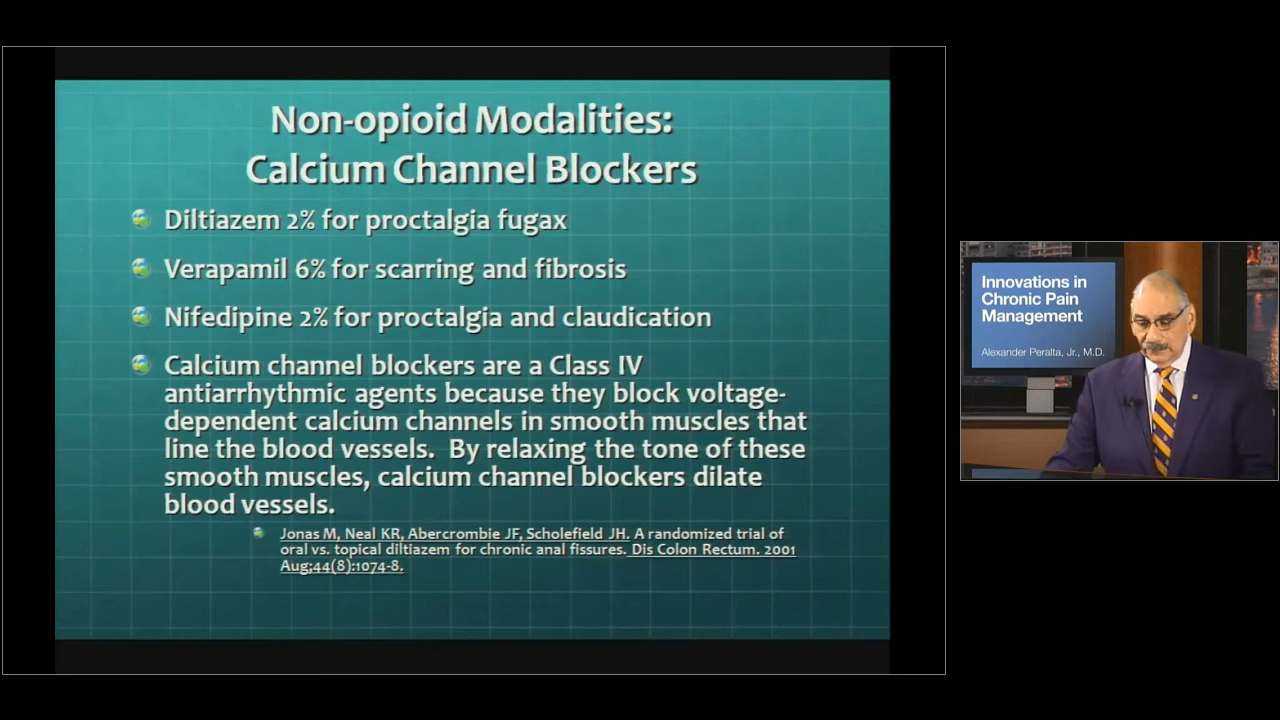 Non-opioid Modalities:
Calcium Channel Blockers
Diltiazem 2% for proctalgia fugax
Verapamil 6% for scarring and fibrosis
Nifedipine 2% for proctalgia and claudication
Calcium channel blockers are a Class IV
antiarrhythmic agents because they block voltage-
dependent calcium channels in smooth muscles that
line the blood vessels. By relaxing the tone of these
smooth muscles, calcium channel blockers dilate
blood vessels.
Jonas M, Neal KR, Abercrombie JF, Scholefield JH. A randomized trial of
oral vs. topical diltiazem for chronic anal fissures. Dis Colon Rectum. 2001
Aug;44(8):1074-8.
Innovations in
Chronic Pain
Management
Alexander Peralta, Jr., M.D.